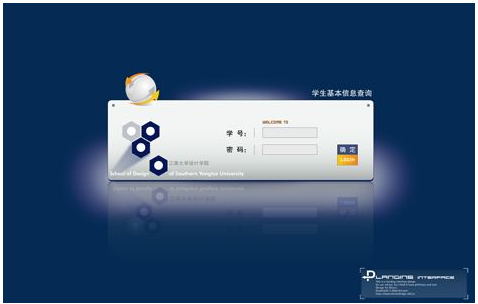 学生基本信息查询
WELCOME TO
学 号:
密 码:
确 定
LOGIN
江南大学设计学院
School of Design of Southern Yangtze University
PLANDING INTERFACE